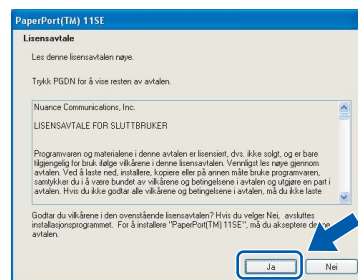 PaperPort(TM) 11SE
Lisensavtale
Les denne lisensavtalen nøye.
Trykk PGDN for å vise resten av avtalen.
Nuance Communications, Inc.
LISENSAVTALE FOR SLUTTBRUKER
Programvaren og materialene i denne avtalen er lisensiert, dvs. ikke solgt, og er bare
tilgjengelig for bruk ifølge vilkårene i denne lisensavtalen. Vennligst les nøye gjennom
avtalen. Ved å laste ned, installere, kopiere eller på annen måte bruke programvaren,
samtykker du i å være bundet av vilkårene og betingelsene i avtalen og utgjøre en part i
avtalen. Hvis du ikke godtar alle vilkårene og betingelsene i avtalen, må du ikke laste
Godtar du vilkårene i den ovenstående lisensavtalen? Hvis du velger Nei, avsluttes
installasjonsprogrammet. For å installere "PaperPort(TM) 11SE", må du akseptere denne
avtalen.
Ja
Nei